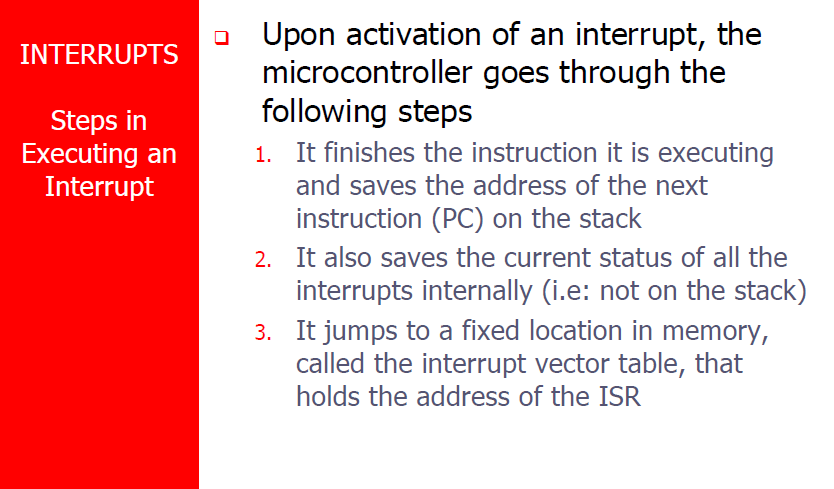 INTERRUPTS
Steps in
Executing an
Interrupt
❑ Upon activation of an interrupt, the
microcontroller goes through the
following steps
1. It finishes the instruction it is executing
and saves the address of the next
instruction (PC) on the stack
2. It also saves the current status of all the
interrupts internally (i.e: not on the stack)
3. It jumps to a fixed location in memory,
called the interrupt vector table, that
holds the address of the ISR